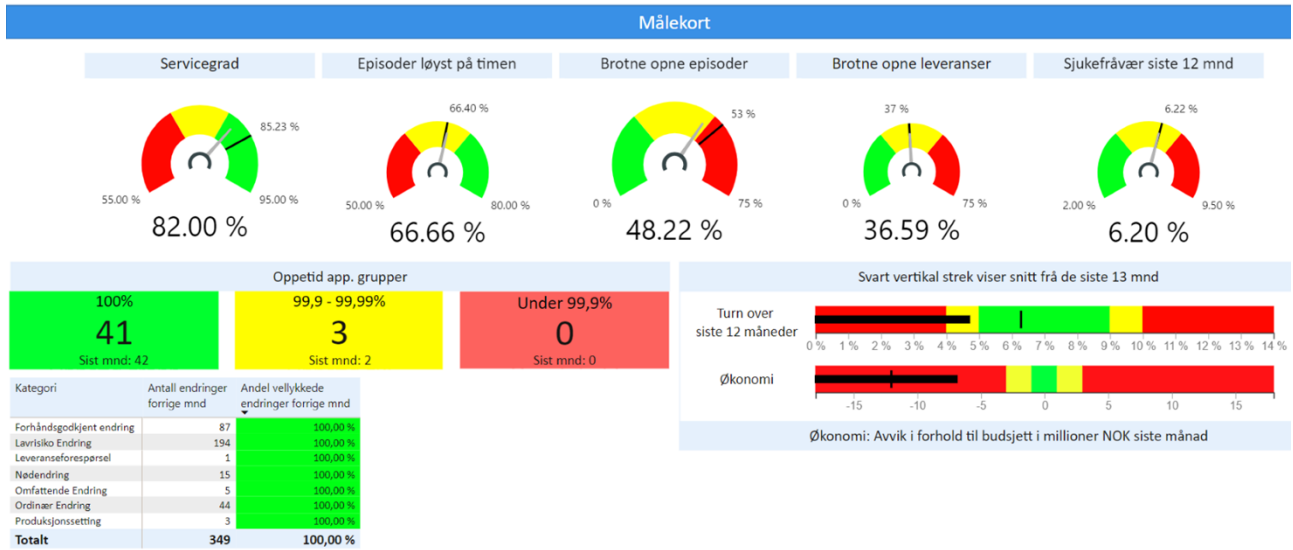 Målekort
Servicegrad
Episoder løyst på timen
Brotne opne episoder
Brotne opne leveranser
Sjukefråvær siste 12 mnd
85.23 %
55.00 %
95.00 %
82.00 %
66.40 %
50.00 %
80.00 %
66.66 %
53 %
0 %
75 %
48.22 %
37 %
0 %
75 %
36.59 %
6.22 %
2.00 %
9.50 %
6.20 %
Oppetid app. grupper
100%
41
Sist mnd: 42
99,9 - 99,99%
3
Sist mnd: 2
Under 99,9%
0
Sist mnd: 0
Svart vertikal strek viser snitt frå de siste 13 mnd
Turn over
siste 12 måneder
0 % 1 % 2 % 3 % 4 % 5 % 6 % 7 % 8 % 9 % 10 % 11 % 12 % 13 % 14 %
Økonomi
-15 -10 -5 0 5 10 15
Økonomi: Avvik i forhold til budsjett i millioner NOK siste månad
Kategori Antall endringer Andel vellykkede
forrige mnd endringer forrige mnd
Forhåndsgodkjent endring 87 100,00 %
Lavrisiko Endring 194 100,00 %
Leveranseforespørsel 1 100,00 %
Nødendring 15 100,00 %
Omfattende Endring 5 100,00 %
Ordinær Endring 44 100,00 %
Produksjonssetting 3 100,00 %
Totalt 349 100,00 %